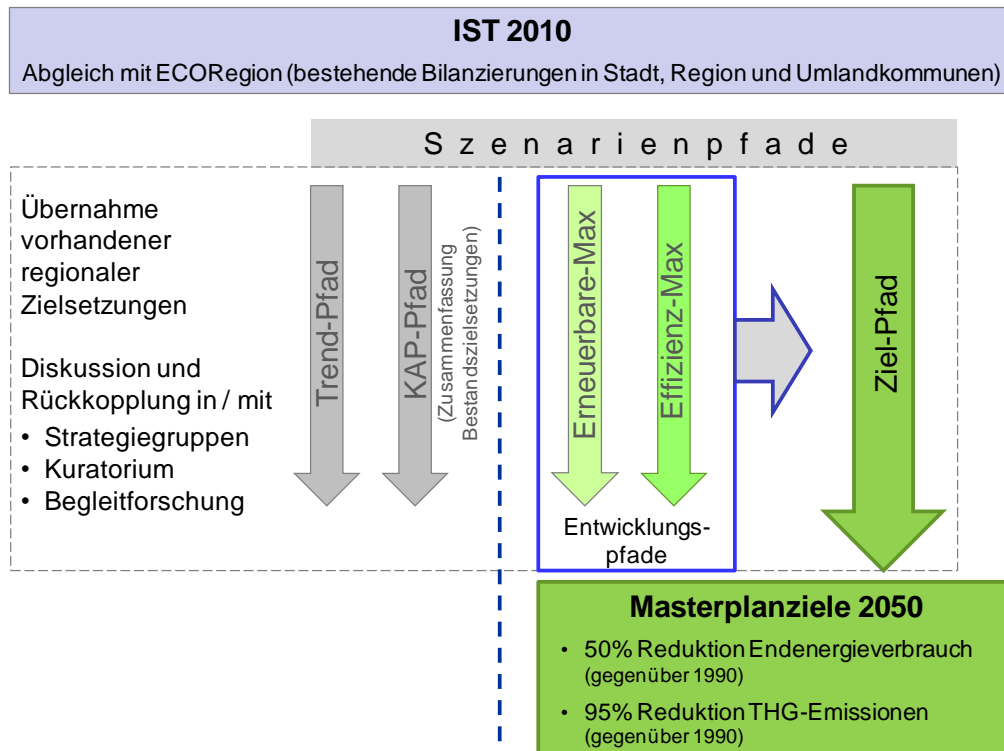 IST 2010
Abgleich mit ECORegion (bestehende Bilanzierungen in Stadt, Region und Umlandkommunen)
Szenarienpfade
Übernahme
vorhandener
regionaler
Zielsetzungen
Diskussion und
Rückkopplung in / mit
• Strategiegruppen
• Kuratorium
• Begleitforschung
Trend-Pfad
KAP-Pfad
(Zusammenfassung
Bestandszielsetzungen)
Erneuerbare-Max
Effizienz-Max
Entwicklungs-
pfade
Ziel-Pfad
Masterplanziele 2050
• 50% Reduktion Endenergieverbrauch
(gegenüber 1990)
• 95% Reduktion THG-Emissionen
(gegenüber 1990)